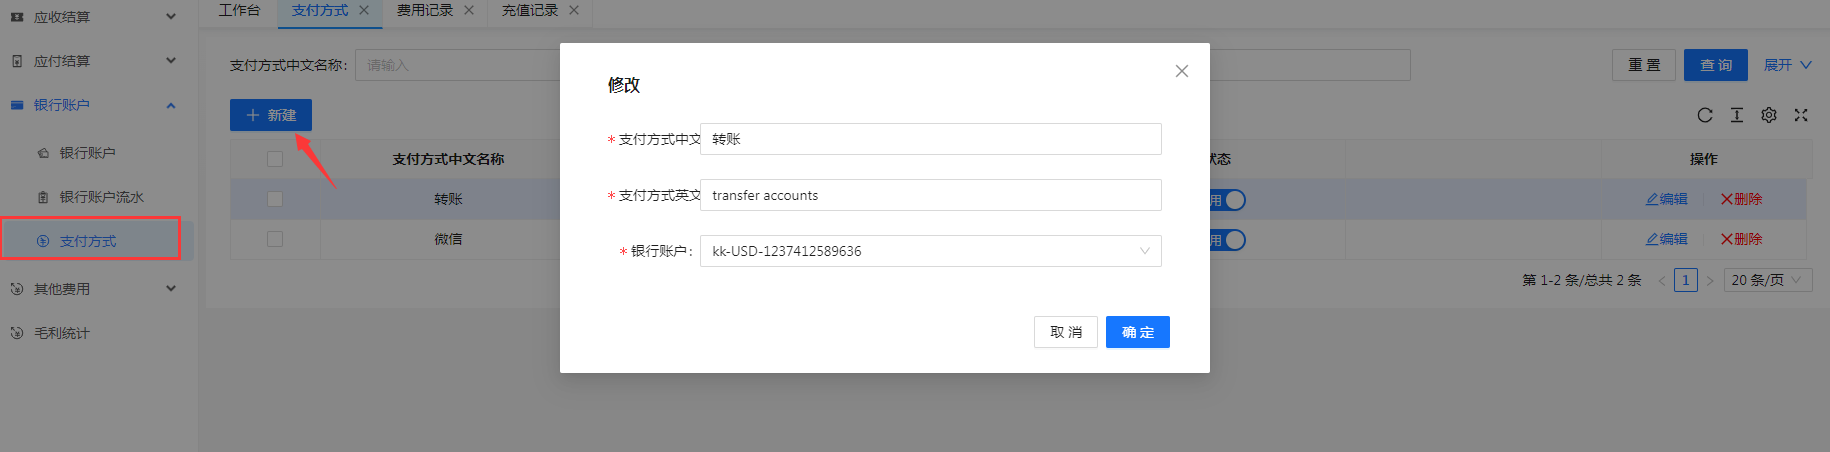 应收结算
应付结算
银行账户
银行账户
银行账户流水
支付方式
其他费用
毛利统计
工作台 支付方式 费用记录 充值记录
支付方式中文名称: 请输入 重 置 查 询 展开
+ 新建
支付方式中文名称 状态 操作
转账 用 编辑 删除
微信 用 编辑 删除
第 1-2 条/总共 2 条 < 1 > 20 条/页
修改
* 支付方式中文 转账
* 支付方式英文 transfer accounts
* 银行账户: kk-USD-1237412589636
取 消 确 定